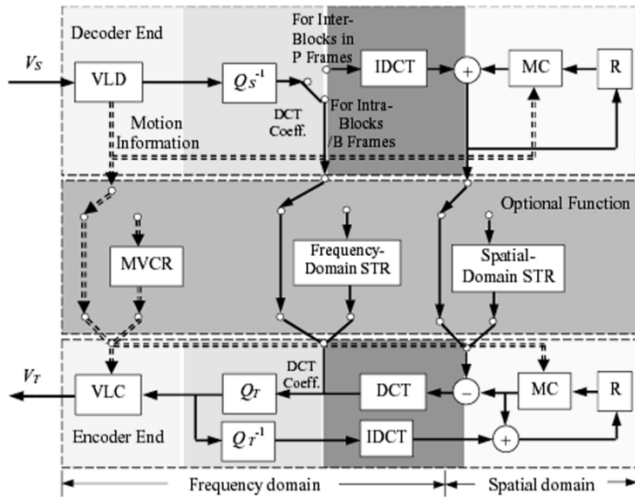 Decoder End
For Inter-
Blocks in
P Frames
V_S
VLD
Q_S^-1
IDCT
+
MC
R
DCT
Coeff.
For Intra-
Blocks
/B Frames
Motion
Information
Optional Function
MVCR
Frequency-
Domain STR
Spatial-
Domain STR
V_T
VLC
Q_T
DCT
Coeff.
DCT
−
MC
R
Encoder End
Q_T^-1
IDCT
+
Frequency domain
Spatial domain